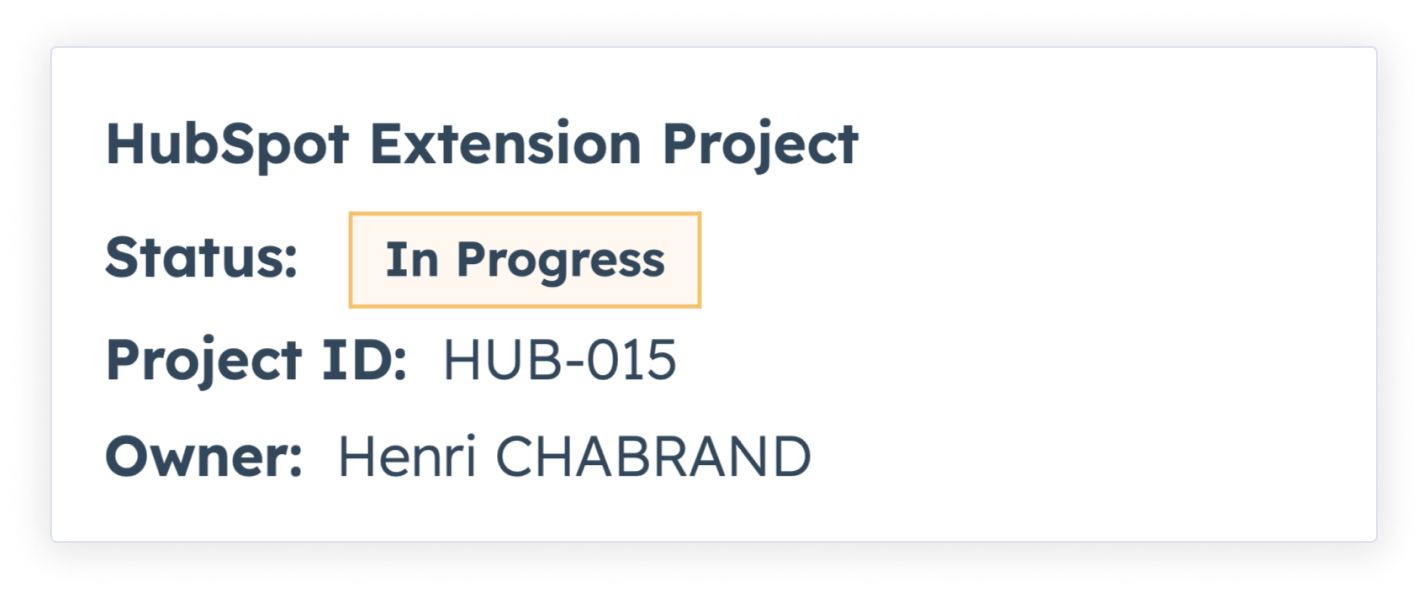 HubSpot Extension Project
Status: In Progress
Project ID: HUB-015
Owner: Henri CHABRAND